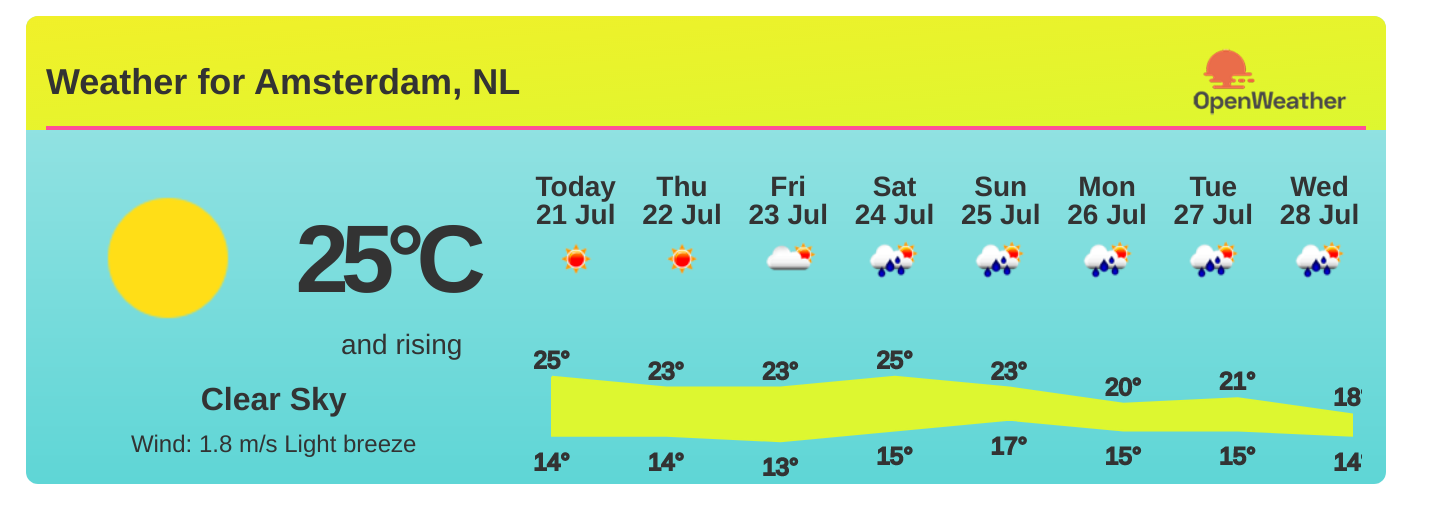 Weather for Amsterdam, NL
OpenWeather
25°C
and rising
Clear Sky
Wind: 1.8 m/s Light breeze
Today Thu Fri Sat Sun Mon Tue Wed
21 Jul 22 Jul 23 Jul 24 Jul 25 Jul 26 Jul 27 Jul 28 Jul
25° 23° 23° 25° 23° 20° 21° 18°
14° 14° 13° 15° 17° 15° 15° 14°